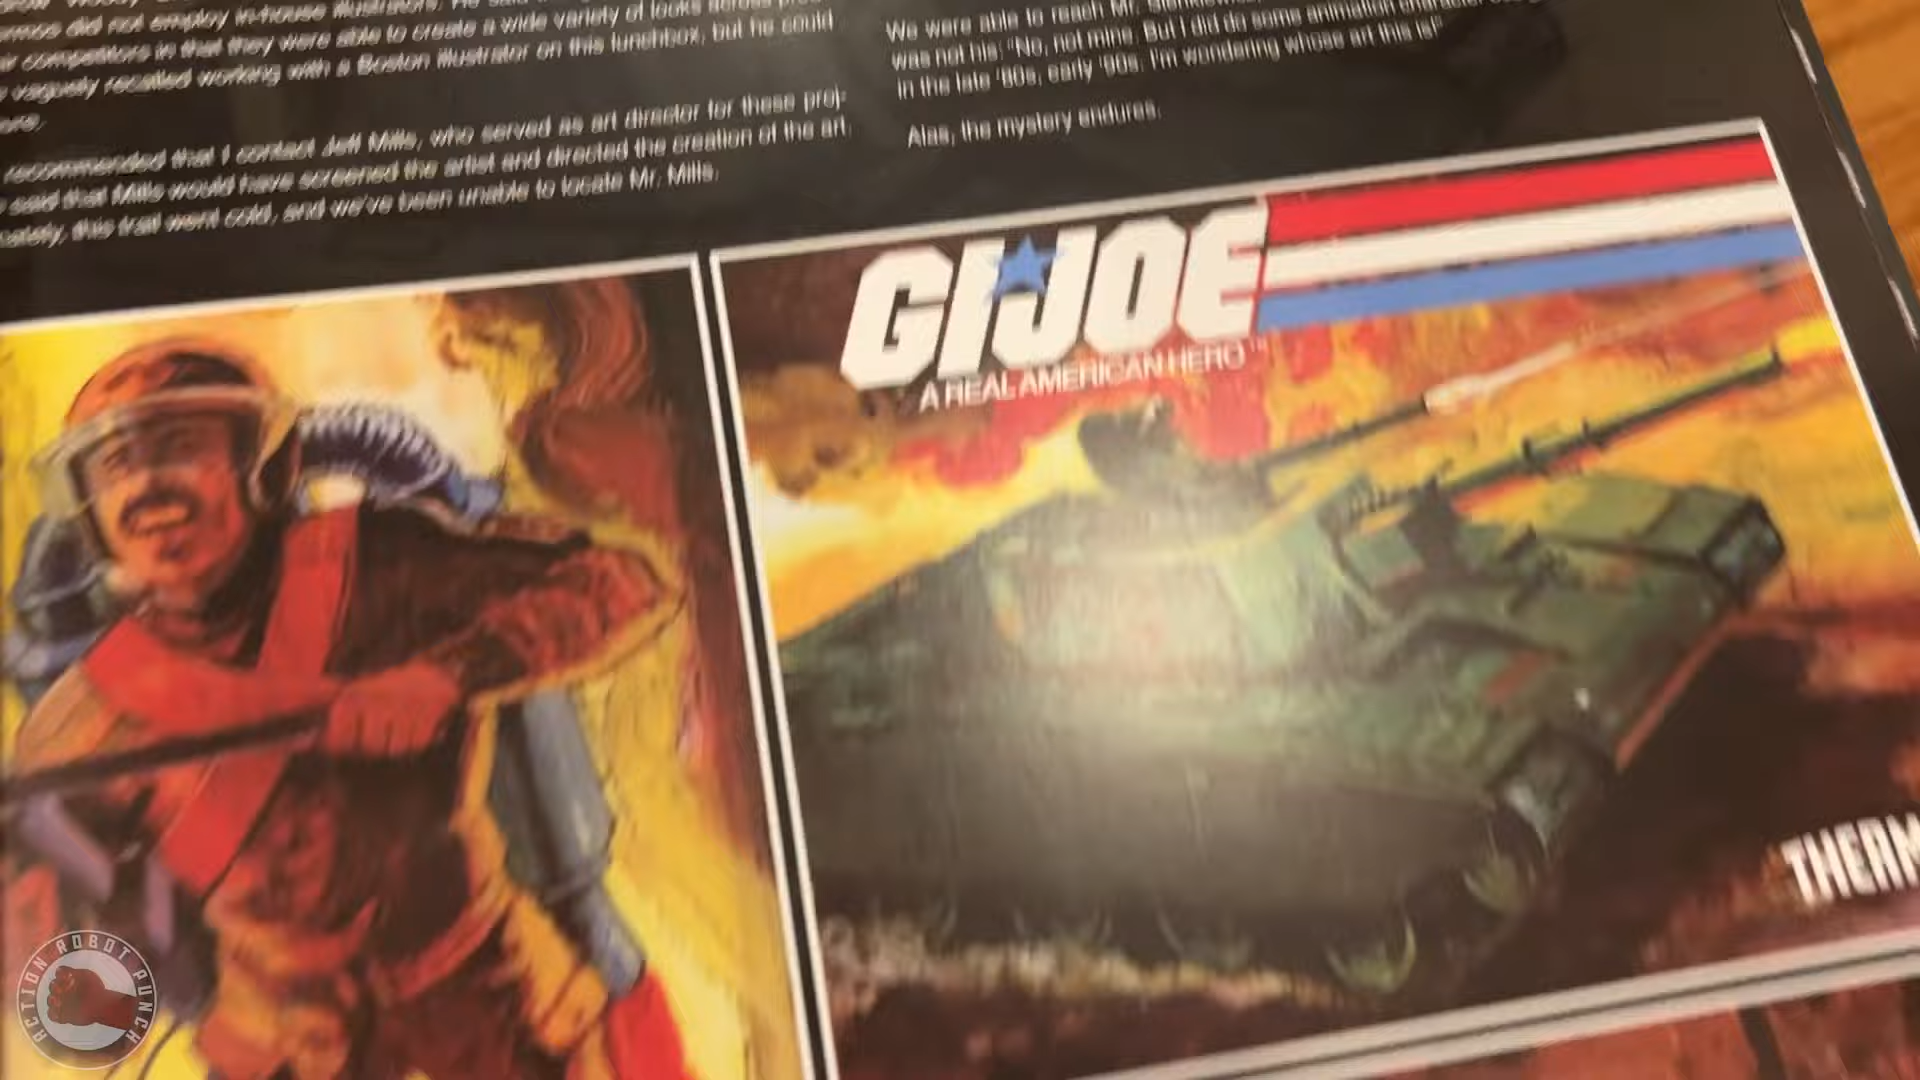 did not employ in-house illustrators. He
competitors in that they were able to create a wide variety of looks across
vaguely recalled working with a Boston illustrator on this lunchbox, but he could
recommended that I contact Jeff Mills, who served as art director for these proj-
said that Mills would have screened the artist and directed the creation of the art.
this trail went cold, and we've been unable to locate Mr. Mills.
We were able to reach Mr.
was not his: "No, not mine. But I did do some animation character
in the late '80s, early '90s. I'm wondering whose art this is!"
Alas, the mystery endures.
GI JOE
A REAL AMERICAN HERO™
THERM
ACTION ROBOT PUNCH